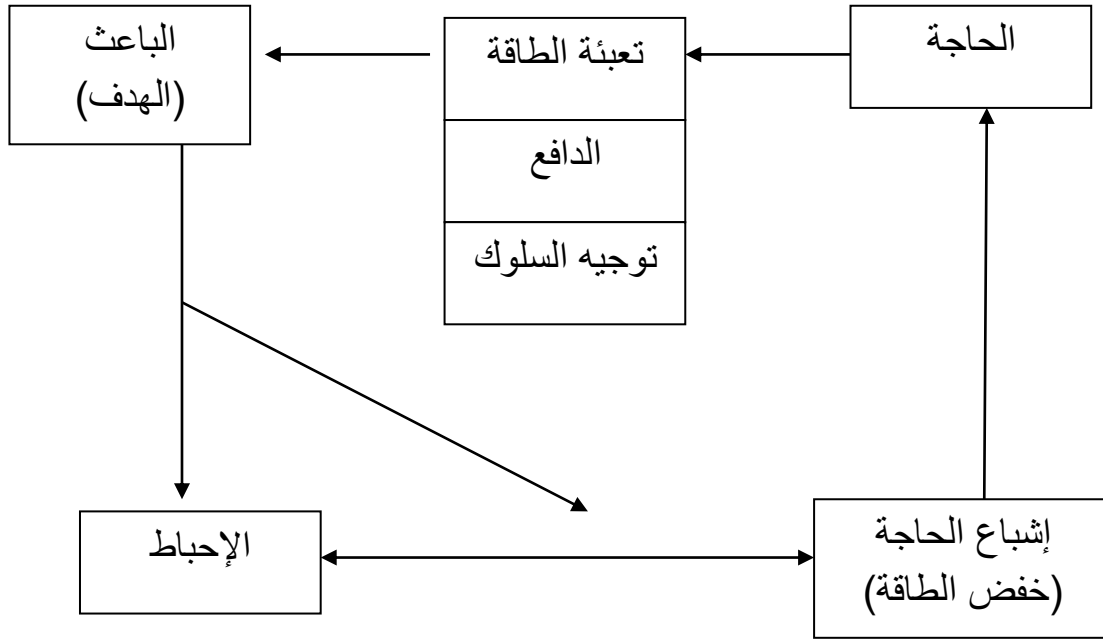 الحاجة
تعبئة الطاقة
الدافع
توجيه السلوك
الباعث
(الهدف)
إشباع الحاجة
(خفض الطاقة)
الإحباط